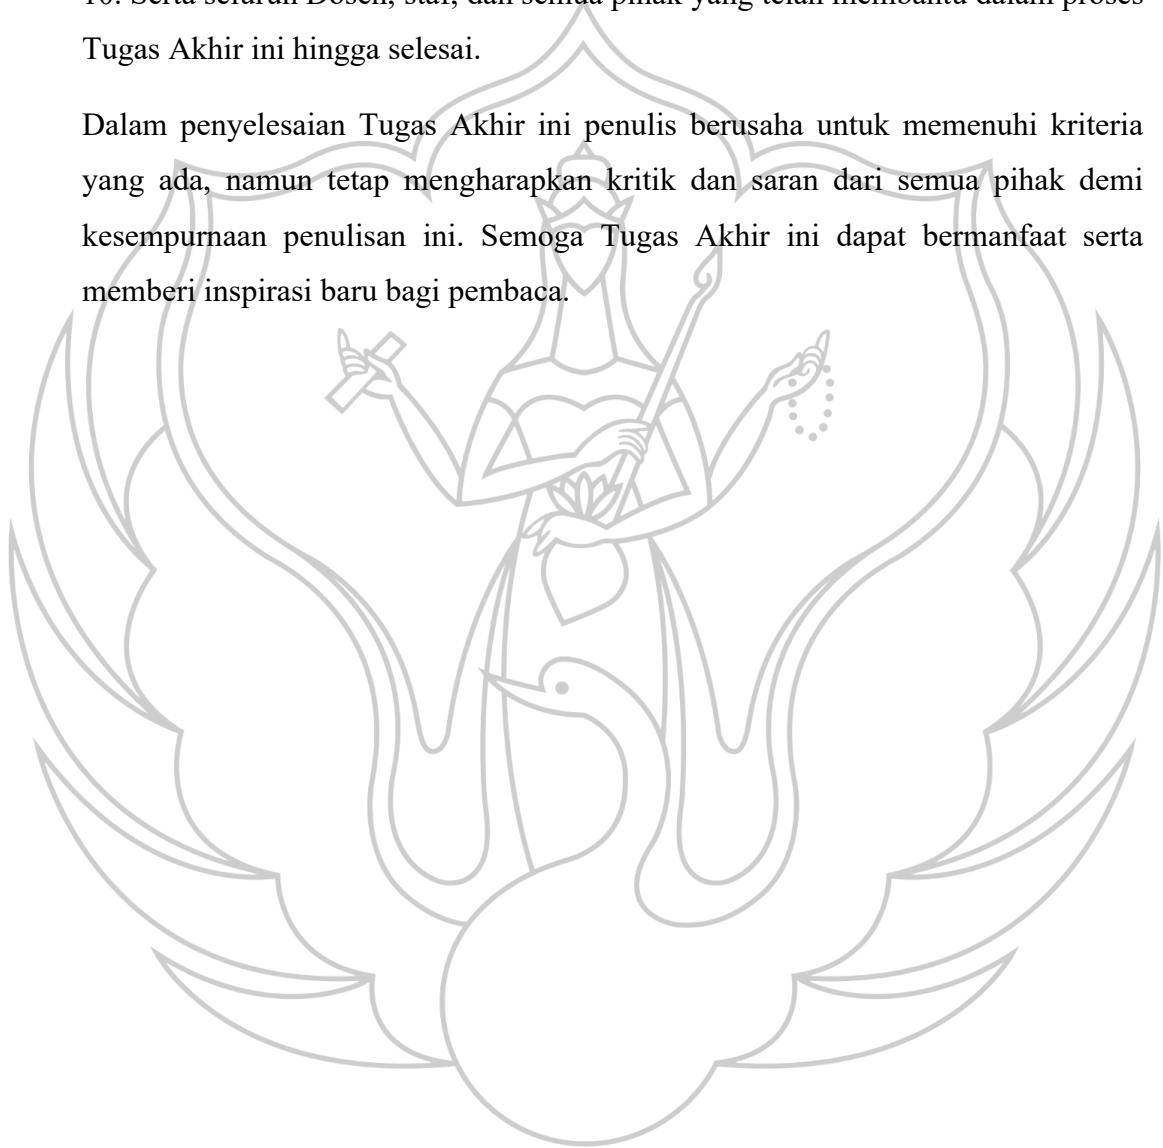 10. Serta seluruh Dosen, staf, dan semua pihak yang telah membantu dalam proses
Tugas Akhir ini hingga selesai.
Dalam penyelesaian Tugas Akhir ini penulis berusaha untuk memenuhi kriteria
yang ada, namun tetap mengharapkan kritik dan saran dari semua pihak demi
kesempurnaan penulisan ini. Semoga Tugas Akhir ini dapat bermanfaat serta
memberi inspirasi baru bagi pembaca.